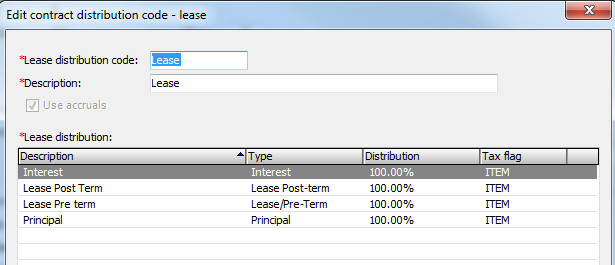 Edit contract distribution code - lease
*Lease distribution code: Lease
*Description: Lease
Use accruals
*Lease distribution:
Description Type Distribution Tax flag
Interest Interest 100.00% ITEM
Lease Post Term Lease Post-term 100.00% ITEM
Lease Pre term Lease/Pre-Term 100.00% ITEM
Principal Principal 100.00% ITEM